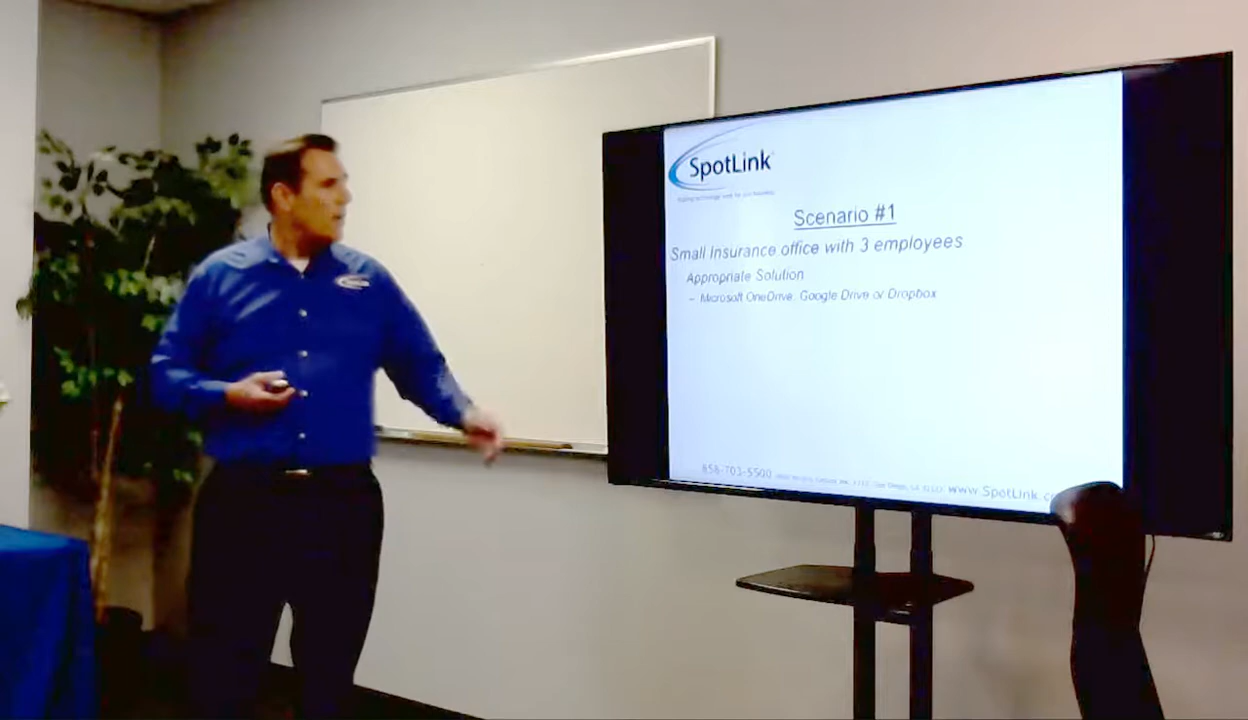 SpotLink
Scenario #1
Small Insurance office with 3 employees
Appropriate Solution
– Microsoft OneDrive, Google Drive or Dropbox
858-703-5500 www.SpotLink.c